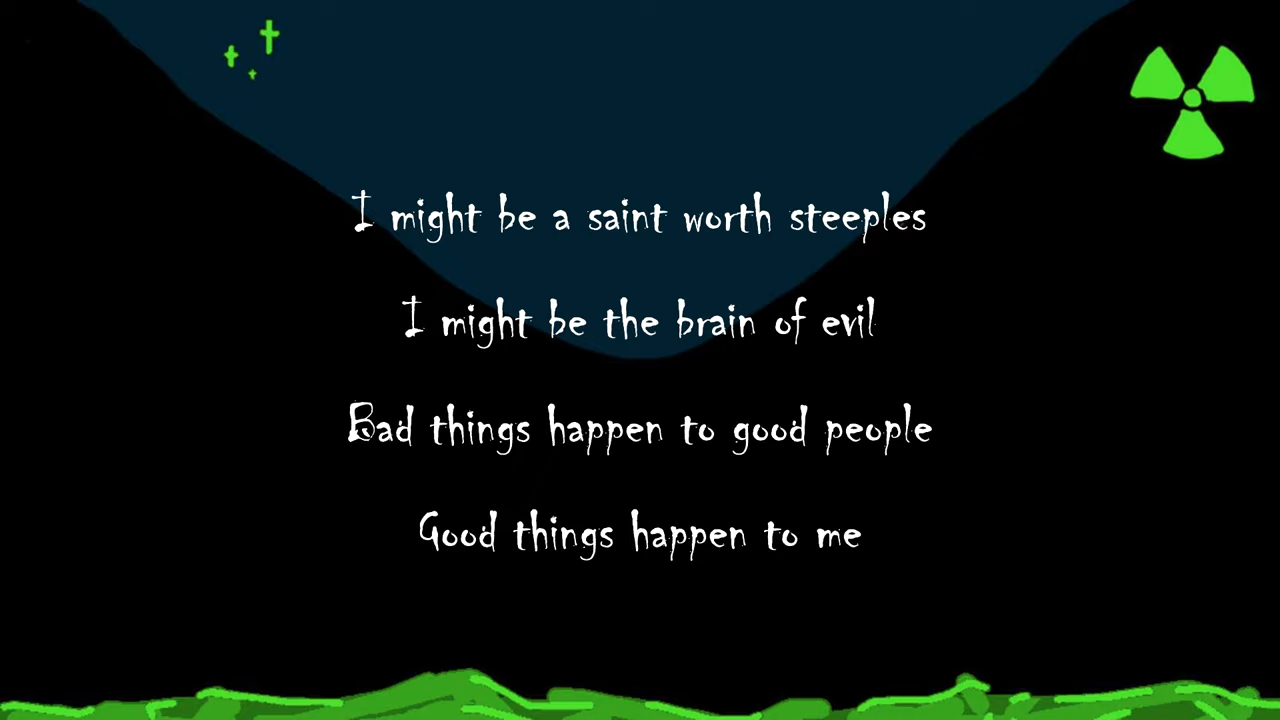 I might be a saint worth steeples
I might be the brain of evil
Bad things happen to good people
Good things happen to me